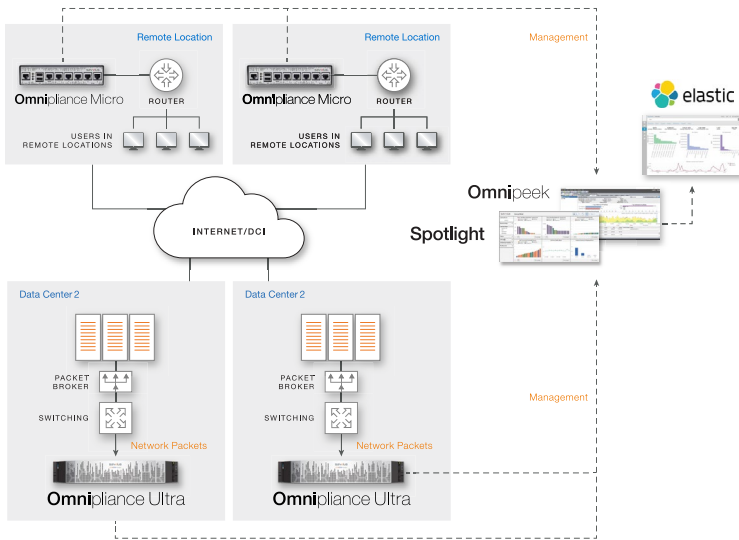 Remote Location
Omnipliance Micro
ROUTER
USERS IN
REMOTE LOCATIONS
Remote Location
Omnipliance Micro
ROUTER
USERS IN
REMOTE LOCATIONS
Management
elastic
INTERNET/DCI
Omnipeek
Spotlight
Data Center 2
PACKET
BROKER
SWITCHING
Network Packets
Omnipliance Ultra
Data Center 2
PACKET
BROKER
SWITCHING
Network Packets
Omnipliance Ultra
Management